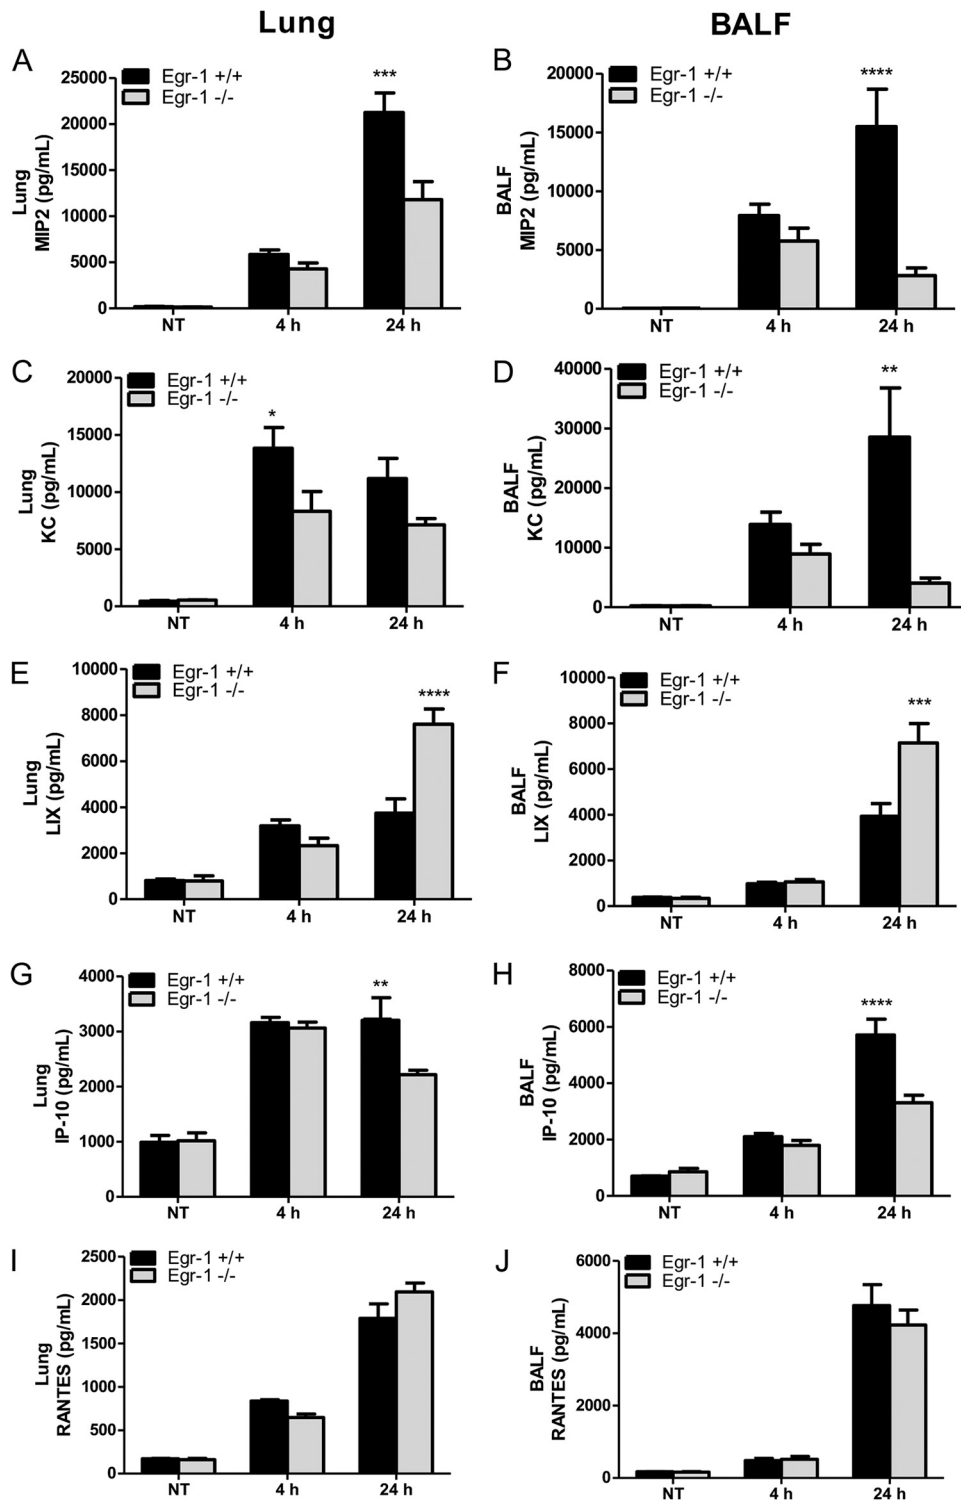 Lung
BALF
A
Egr-1 +/+
Egr-1 -/-
***
25000
20000
15000
10000
5000
0
Lung
MIP2 (pg/mL)
NT 4 h 24 h
B
Egr-1 +/+
Egr-1 -/-
****
20000
15000
10000
5000
0
BALF
MIP2 (pg/mL)
NT 4 h 24 h
C
Egr-1 +/+
Egr-1 -/-
*
20000
15000
10000
5000
0
Lung
KC (pg/mL)
NT 4 h 24 h
D
Egr-1 +/+
Egr-1 -/-
**
40000
30000
20000
10000
0
BALF
KC (pg/mL)
NT 4 h 24 h
E
Egr-1 +/+
Egr-1 -/-
****
10000
8000
6000
4000
2000
0
Lung
LIX (pg/mL)
NT 4 h 24 h
F
Egr-1 +/+
Egr-1 -/-
***
10000
8000
6000
4000
2000
0
BALF
LIX (pg/mL)
NT 4 h 24 h
G
Egr-1 +/+
Egr-1 -/-
**
4000
3000
2000
1000
0
Lung
IP-10 (pg/mL)
NT 4 h 24 h
H
Egr-1 +/+
Egr-1 -/-
****
8000
6000
4000
2000
0
BALF
IP-10 (pg/mL)
NT 4 h 24 h
I
Egr-1 +/+
Egr-1 -/-
2500
2000
1500
1000
500
0
Lung
RANTES (pg/mL)
NT 4 h 24 h
J
Egr-1 +/+
Egr-1 -/-
6000
4000
2000
0
BALF
RANTES (pg/mL)
NT 4 h 24 h